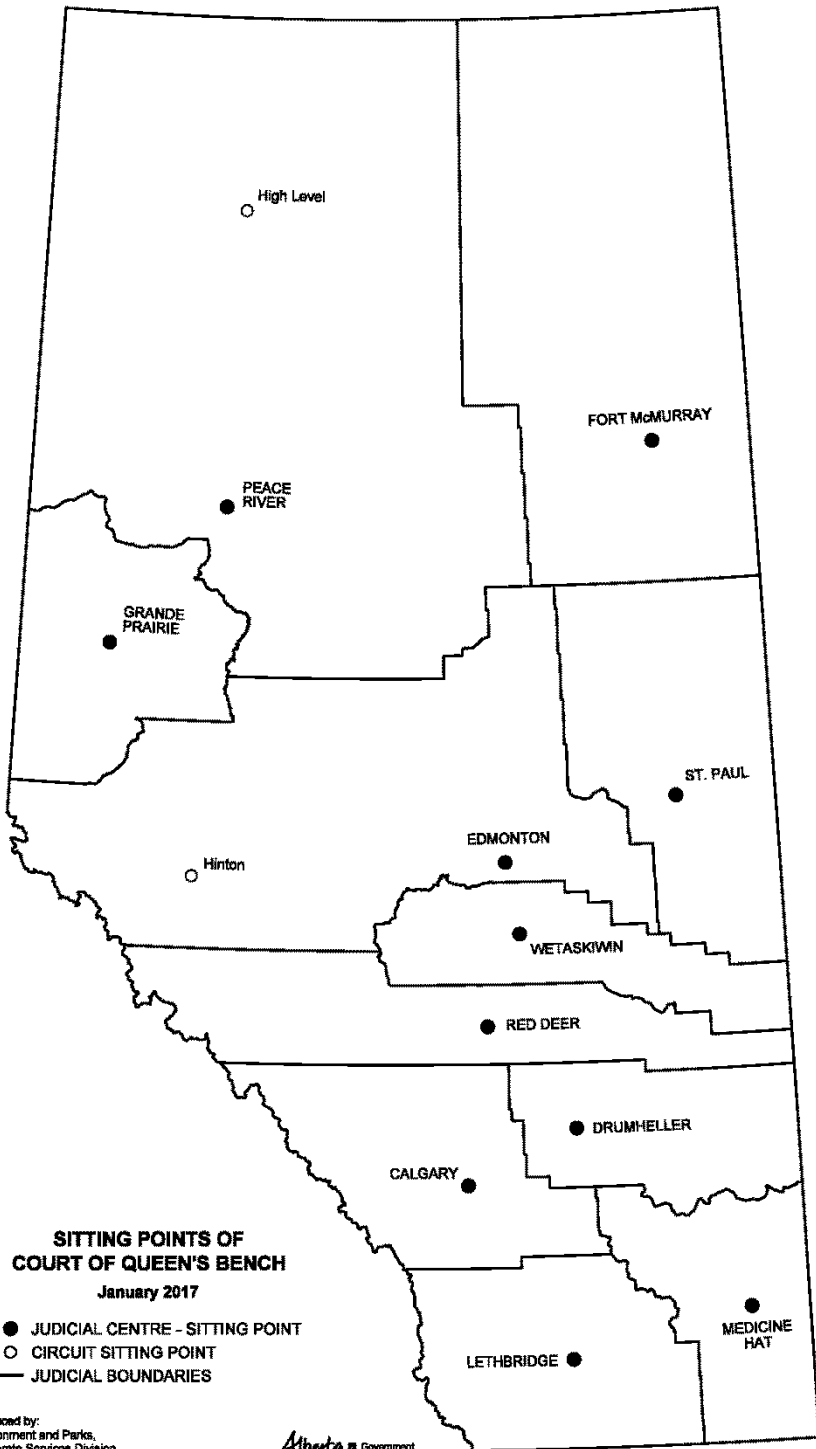 High Level
FORT McMURRAY
PEACE
RIVER
GRANDE
PRAIRIE
ST. PAUL
EDMONTON
Hinton
WETASKIWIN
RED DEER
DRUMHELLER
CALGARY
SITTING POINTS OF
COURT OF QUEEN'S BENCH
January 2017
JUDICIAL CENTRE - SITTING POINT
CIRCUIT SITTING POINT
JUDICIAL BOUNDARIES
MEDICINE
HAT
LETHBRIDGE
Alberta Government